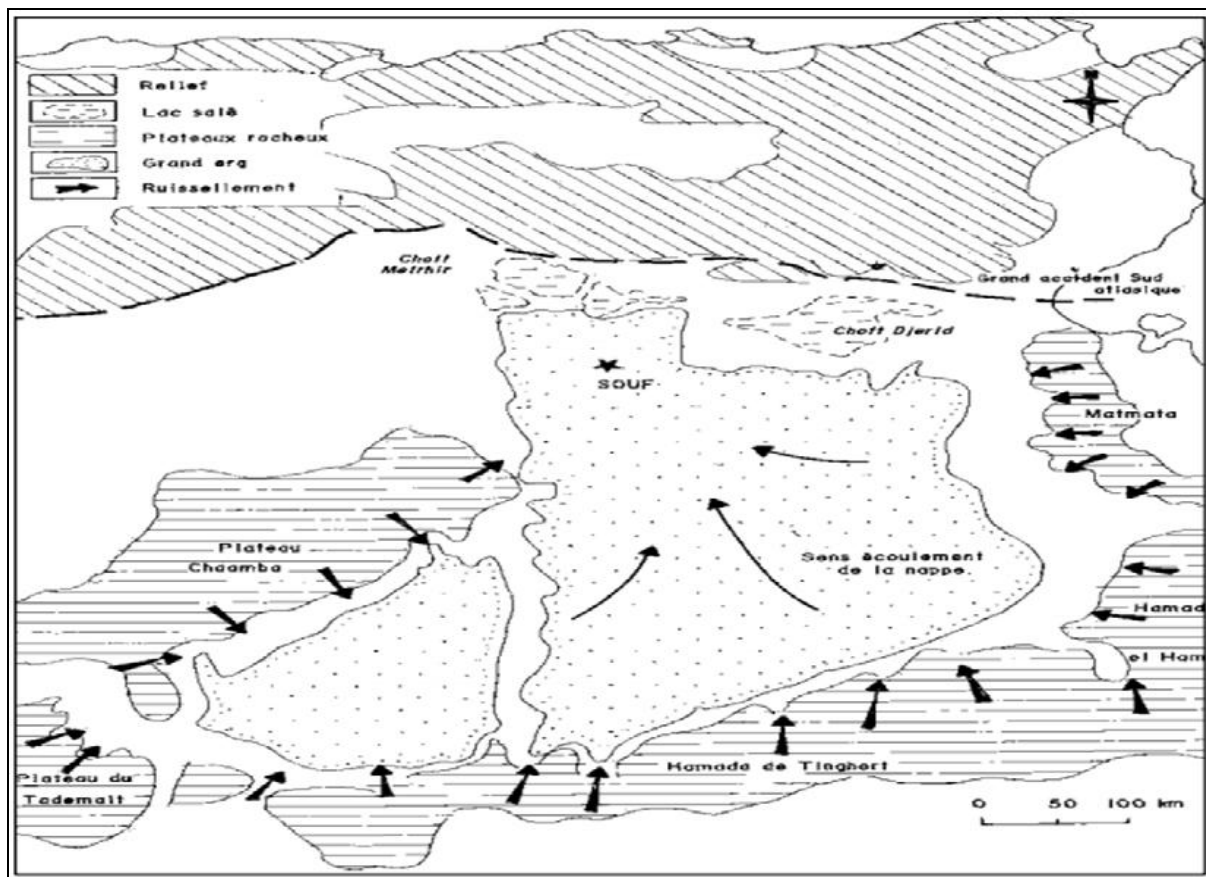 Relief
Lac salé
Plateaux rocheux
Grand erg
Ruissellement
Chott
Melrhir
Grand accident Sud
atlasique
Chott Djerid
SOUF
Matmata
Plateau
Chaamba
Sens écoulement
de la nappe
Hamad
el Ham
Plateau du
Tademaït
Hamada de Tinghert
0 50 100 km